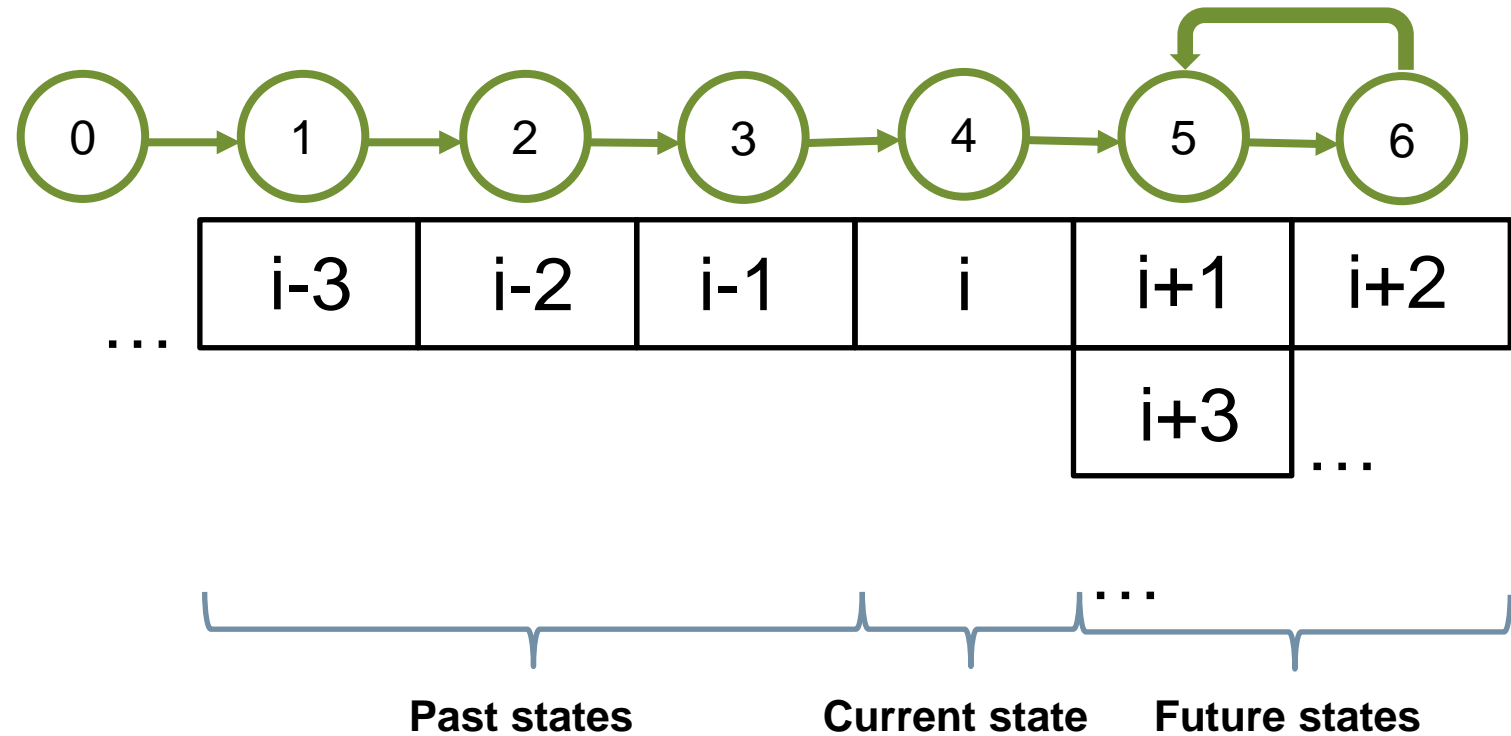 0 1 2 3 4 5 6
i-3 i-2 i-1 i i+1 i+2
...
i+3
...
...
Past states Current state Future states